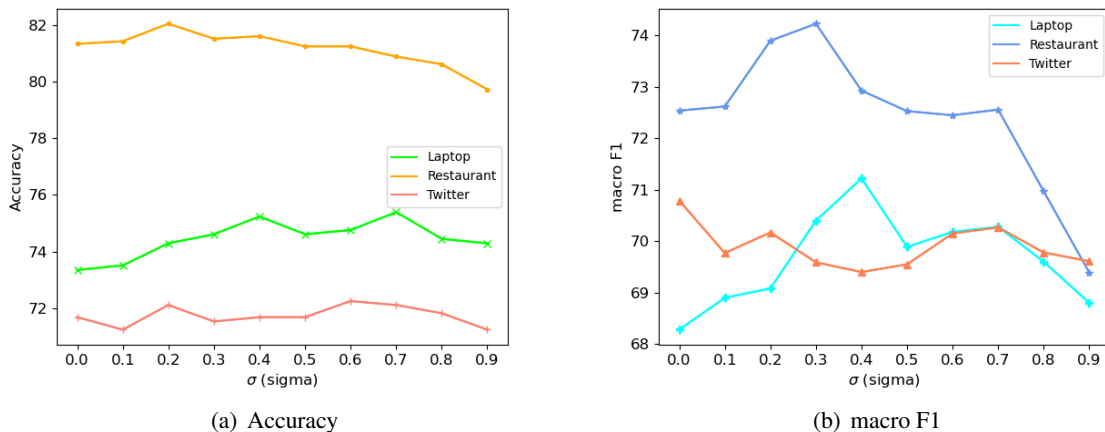 82
80
78
76
74
72
Accuracy
Laptop
Restaurant
Twitter
0.0 0.1 0.2 0.3 0.4 0.5 0.6 0.7 0.8 0.9
σ (sigma)
(a) Accuracy
74
73
72
71
70
69
68
macro F1
Laptop
Restaurant
Twitter
0.0 0.1 0.2 0.3 0.4 0.5 0.6 0.7 0.8 0.9
σ (sigma)
(b) macro F1